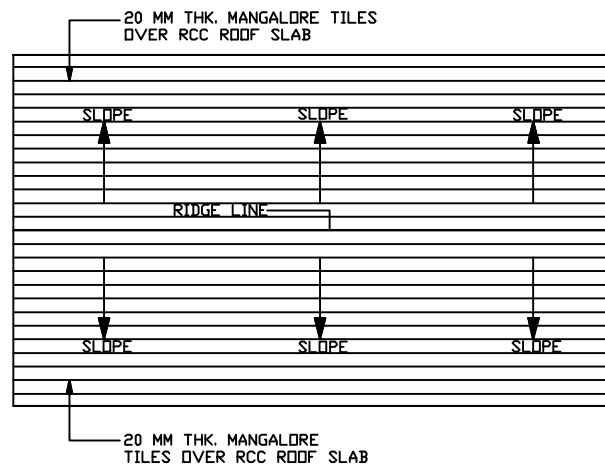 20 MM THK. MANGALORE TILES
OVER RCC ROOF SLAB
SLOPE SLOPE SLOPE
RIDGE LINE
SLOPE SLOPE SLOPE
20 MM THK. MANGALORE
TILES OVER RCC ROOF SLAB